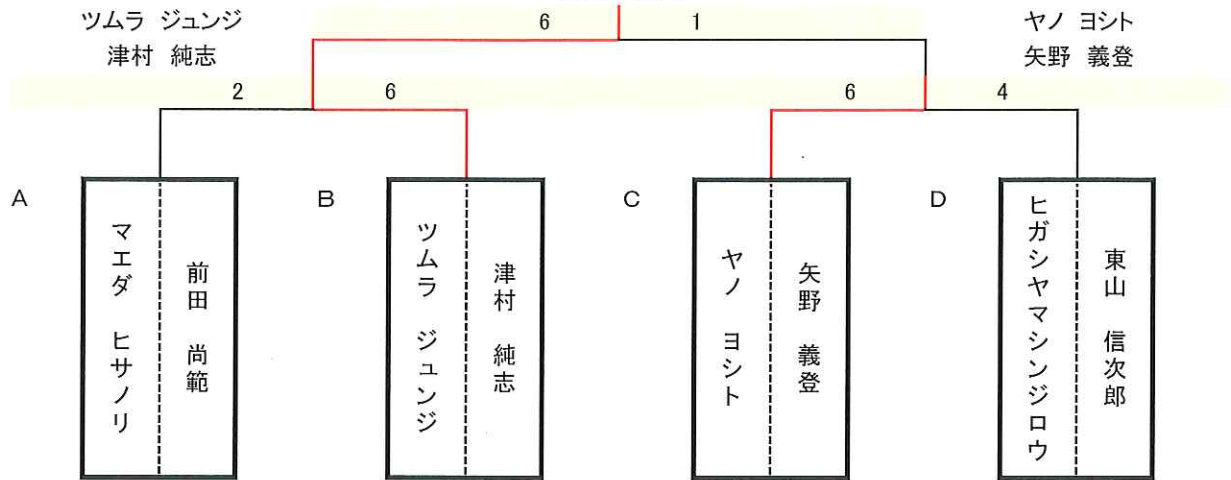 ツムラ ジュンジ
津村 純志
6 1
ヤノ ヨシト
矢野 義登
2 6 6 4
A
マエダ ヒサノリ
前田 尚範
B
ツムラ ジュンジ
津村 純志
C
ヤノ ヨシト
矢野 義登
D
ヒガシヤマシンジロウ
東山 信次郎